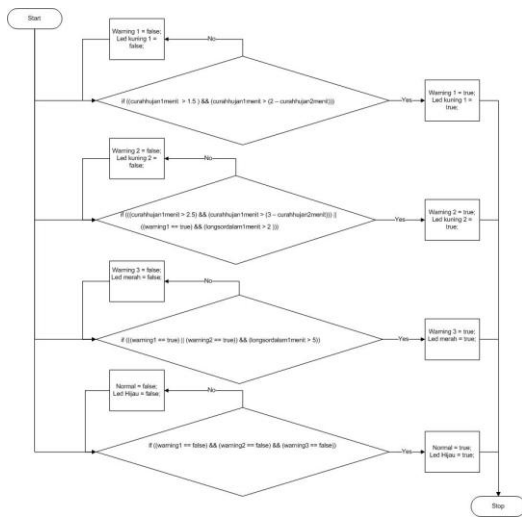 Start
Warning 1 = false;
Led kuning 1 =
false;
No
if ((curahhujan1menit > 1.5 ) && (curahhujan1menit > (2 – curahhujan2menit)))
Yes
Warning 1 = true;
Led kuning 1 =
true;
Warning 2 = false;
Led kuning 2 =
false;
No
if (((curahhujan1menit > 2.5) && (curahhujan1menit > (3 – curahhujan2menit))) ||
((warning1 == true) && (longsordalam1menit > 2 )))
Yes
Warning 2 = true;
Led kuning 2 =
true;
Warning 3 = false;
Led merah = false;
No
if (((warning1 == true) || (warning2 == true)) && (longsordalam1menit > 5))
Yes
Warning 3 = true;
Led merah = true;
Normal = false;
Led Hijau = false;
No
if ((warning1 == false) && (warning2 == false) && (warning3 == false))
Yes
Normal = true;
Led Hijau = true;
Stop